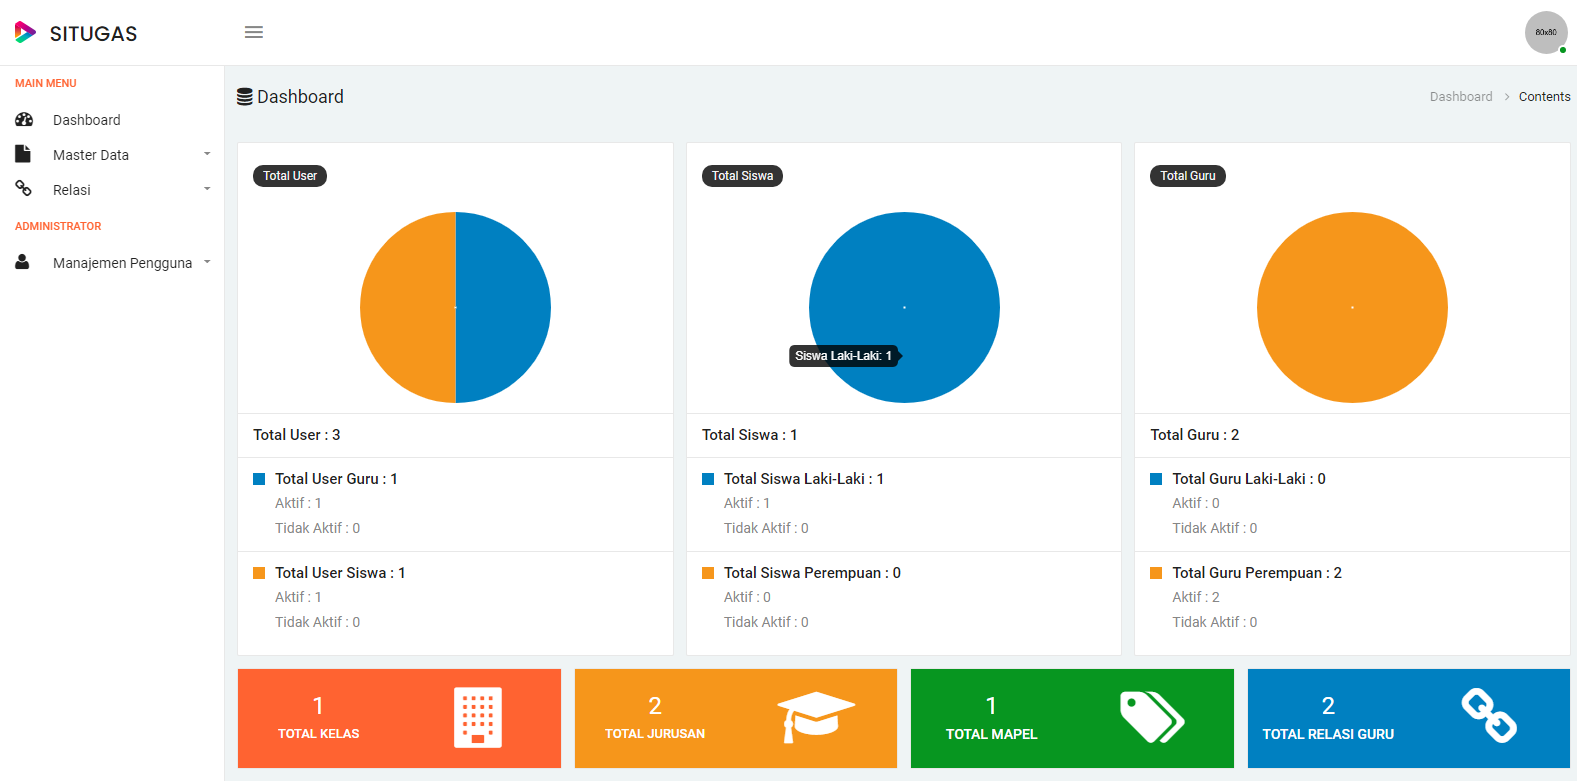 SITUGAS
80x80
MAIN MENU
Dashboard
Master Data
Relasi
ADMINISTRATOR
Manajemen Pengguna
Dashboard
Dashboard > Contents
Total User
Total User : 3
Total User Guru : 1
Aktif : 1
Tidak Aktif : 0
Total User Siswa : 1
Aktif : 1
Tidak Aktif : 0
Total Siswa
Siswa Laki-Laki: 1
Total Siswa : 1
Total Siswa Laki-Laki : 1
Aktif : 1
Tidak Aktif : 0
Total Siswa Perempuan : 0
Aktif : 0
Tidak Aktif : 0
Total Guru
Total Guru : 2
Total Guru Laki-Laki : 0
Aktif : 0
Tidak Aktif : 0
Total Guru Perempuan : 2
Aktif : 2
Tidak Aktif : 0
1
TOTAL KELAS
2
TOTAL JURUSAN
1
TOTAL MAPEL
2
TOTAL RELASI GURU